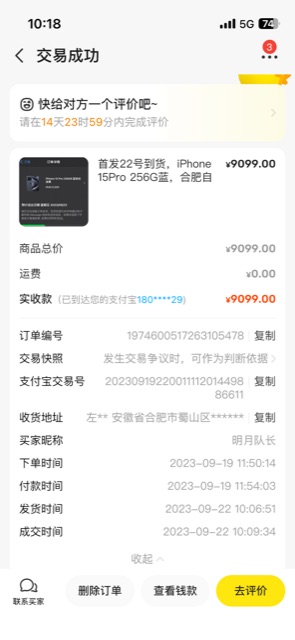 10:18
5G 74
交易成功
3
快给对方一个评价吧~
请在14天23时59分内完成评价
首发22号到货，iPhone ¥9099.00
15Pro 256G蓝，合肥自
商品总价 ¥9099.00
运费 ¥0.00
实收款 (已到达您的支付宝180****29) ¥9099.00
订单编号 1974600517263105478 复制
交易快照 发生交易争议时，可作为判断依据
支付宝交易号 20230919220011112014498 复制
86611
收货地址 左** 安徽省合肥市蜀山区****** 复制
买家昵称 明月队长
下单时间 2023-09-19 11:50:14
付款时间 2023-09-19 11:54:03
发货时间 2023-09-22 10:06:51
成交时间 2023-09-22 10:09:34
收起
联系买家
删除订单
查看钱款
去评价